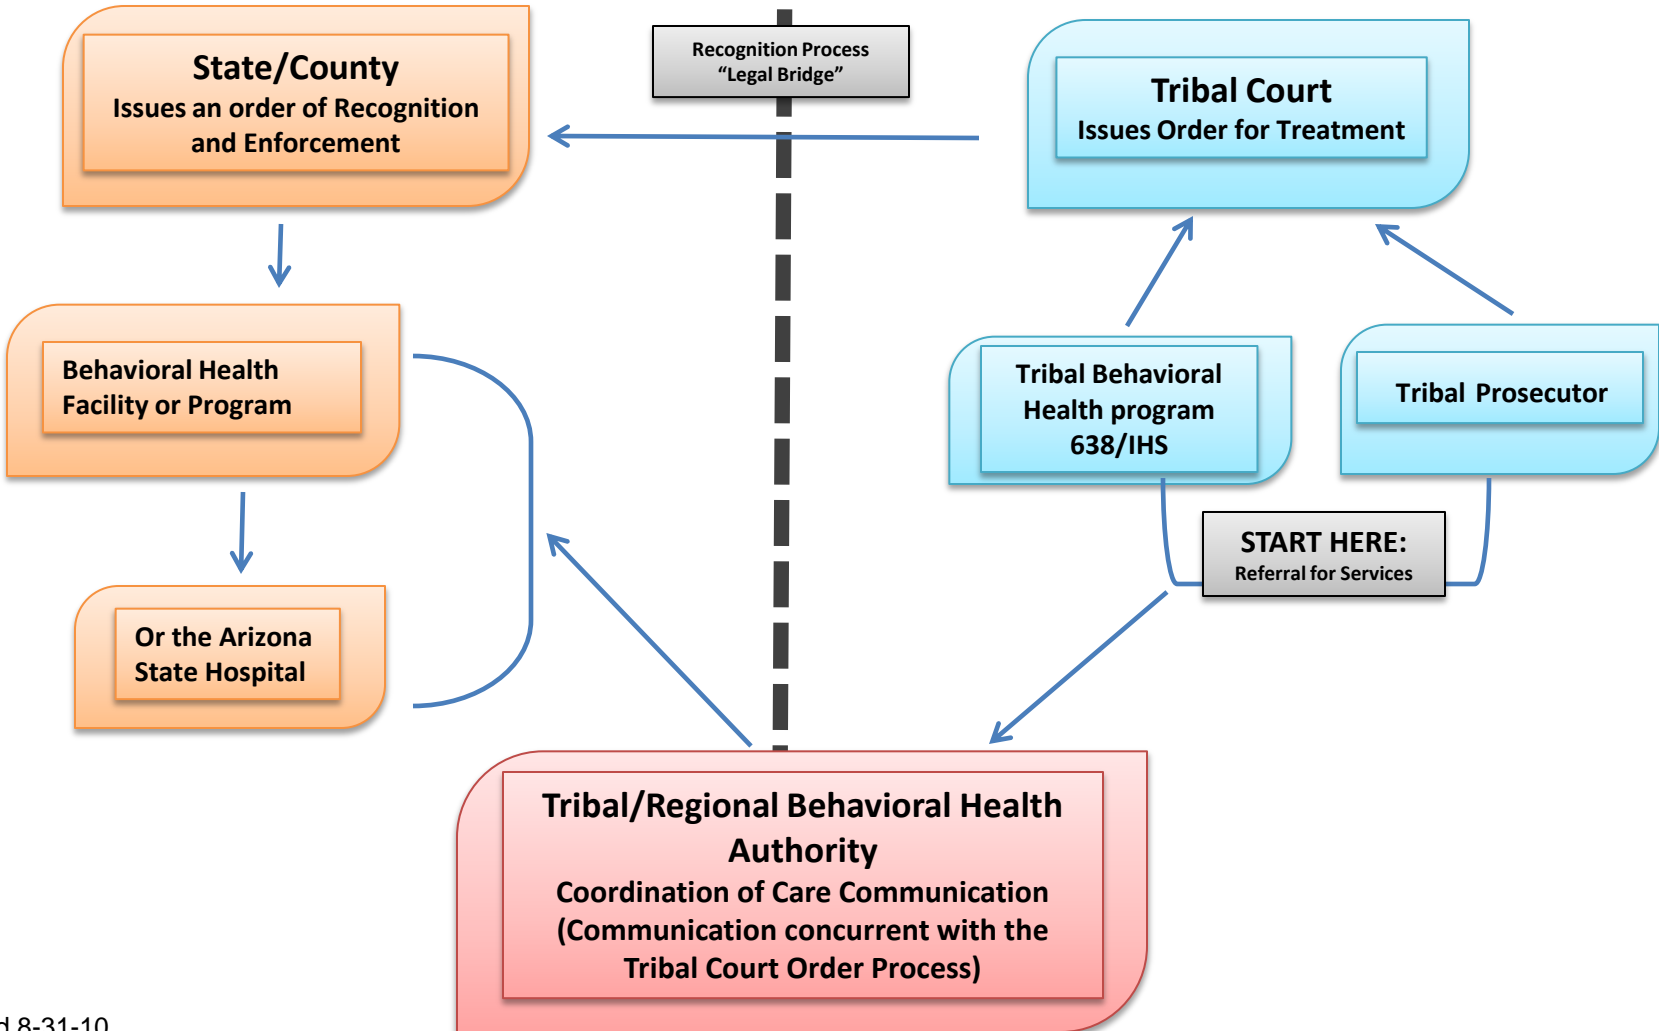 State/County
Issues an order of Recognition
and Enforcement
Recognition Process
“Legal Bridge”
Tribal Court
Issues Order for Treatment
Behavioral Health
Facility or Program
Tribal Behavioral
Health program
638/IHS
Tribal Prosecutor
START HERE:
Referral for Services
Or the Arizona
State Hospital
Tribal/Regional Behavioral Health
Authority
Coordination of Care Communication
(Communication concurrent with the
Tribal Court Order Process)
8-31-10